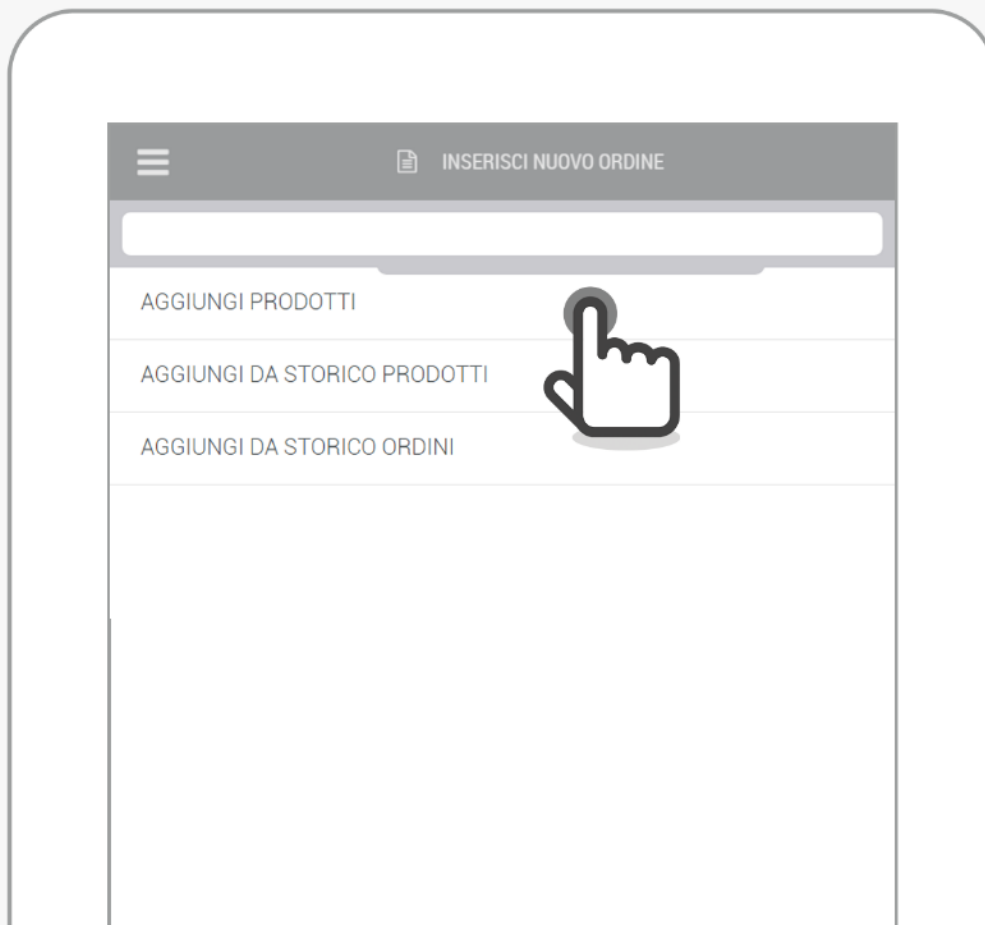 INSERISCI NUOVO ORDINE
AGGIUNGI PRODOTTI
AGGIUNGI DA STORICO PRODOTTI
AGGIUNGI DA STORICO ORDINI